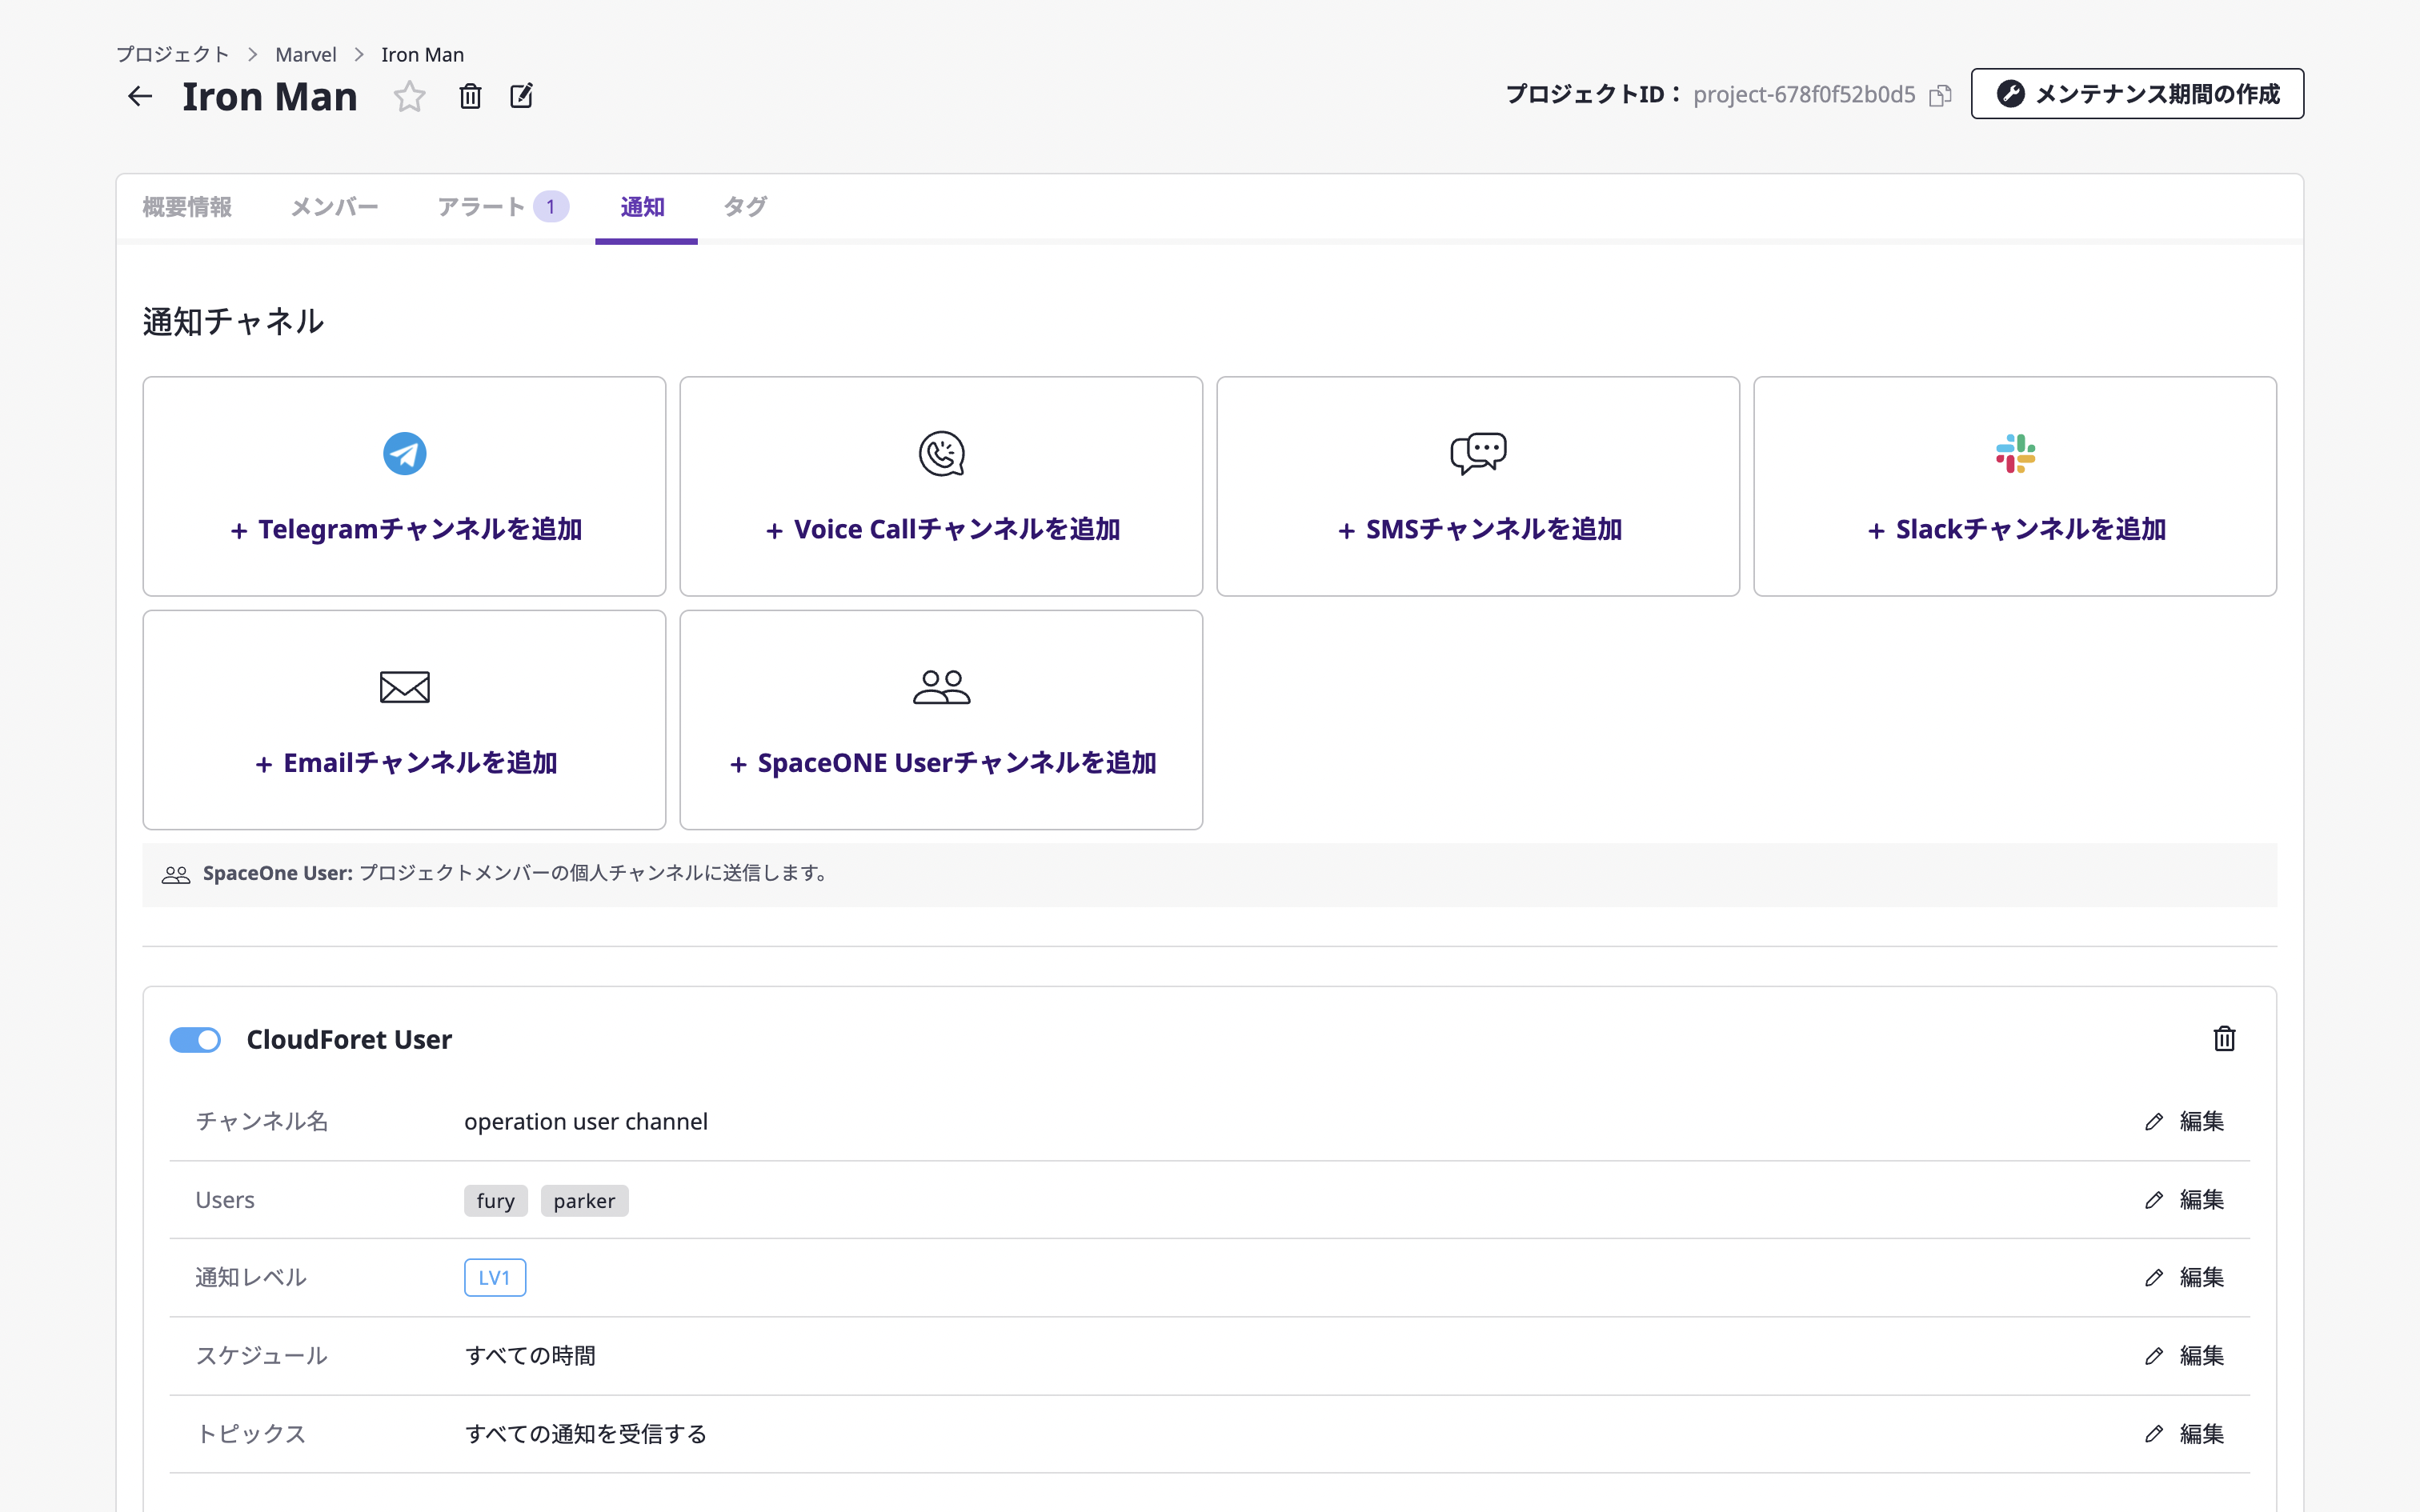 プロジェクト > Marvel > Iron Man
Iron Man
プロジェクトID： project-678f0f52b0d5
メンテナンス期間の作成
概要情報 メンバー アラート 1 通知 タグ
通知チャネル
+ Telegramチャンネルを追加
+ Voice Callチャンネルを追加
+ SMSチャンネルを追加
+ Slackチャンネルを追加
+ Emailチャンネルを追加
+ SpaceONE Userチャンネルを追加
SpaceOne User: プロジェクトメンバーの個人チャンネルに送信します。
CloudForet User
チャンネル名 operation user channel 編集
Users fury parker 編集
通知レベル LV1 編集
スケジュール すべての時間 編集
トピックス すべての通知を受信する 編集